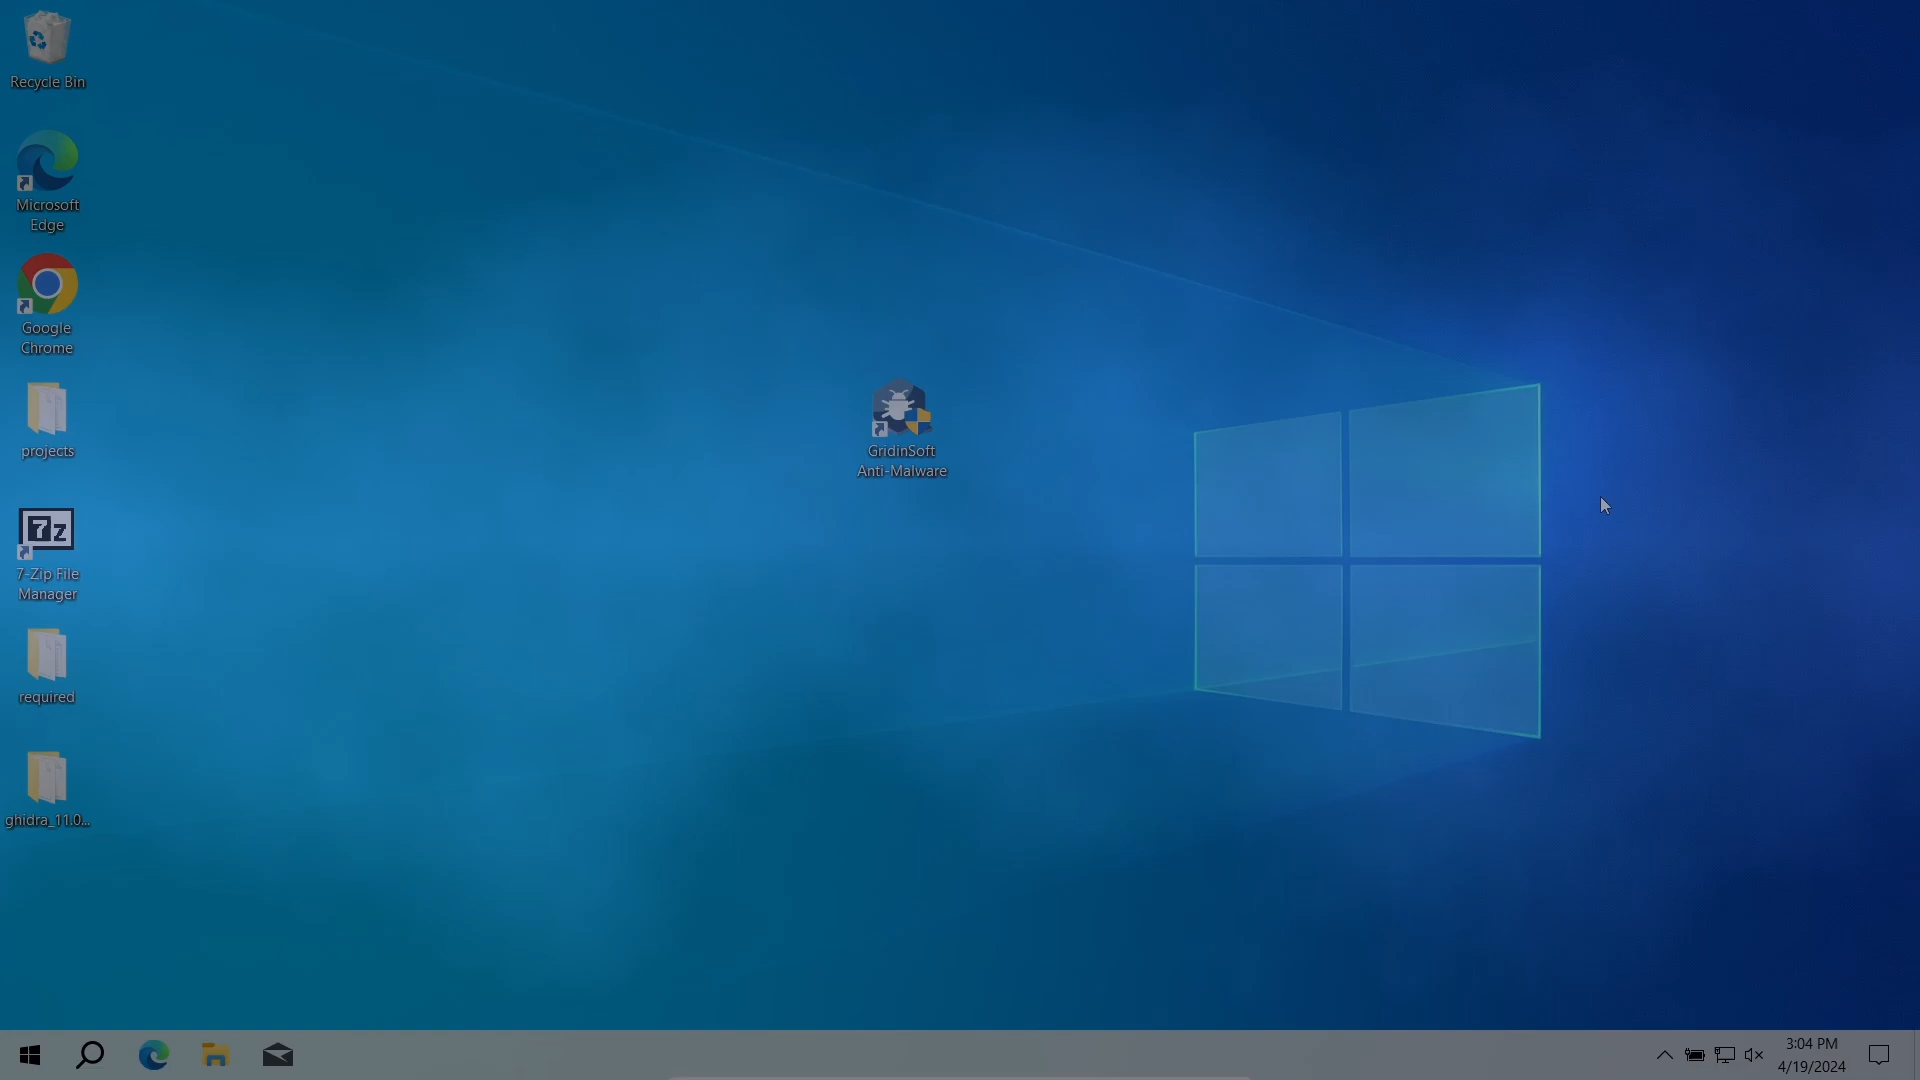 Recycle Bin
Microsoft
Edge
Google
Chrome
projects
7-Zip File
Manager
required
ghidra_11.0...
GridinSoft
Anti-Malware
3:04 PM
4/19/2024